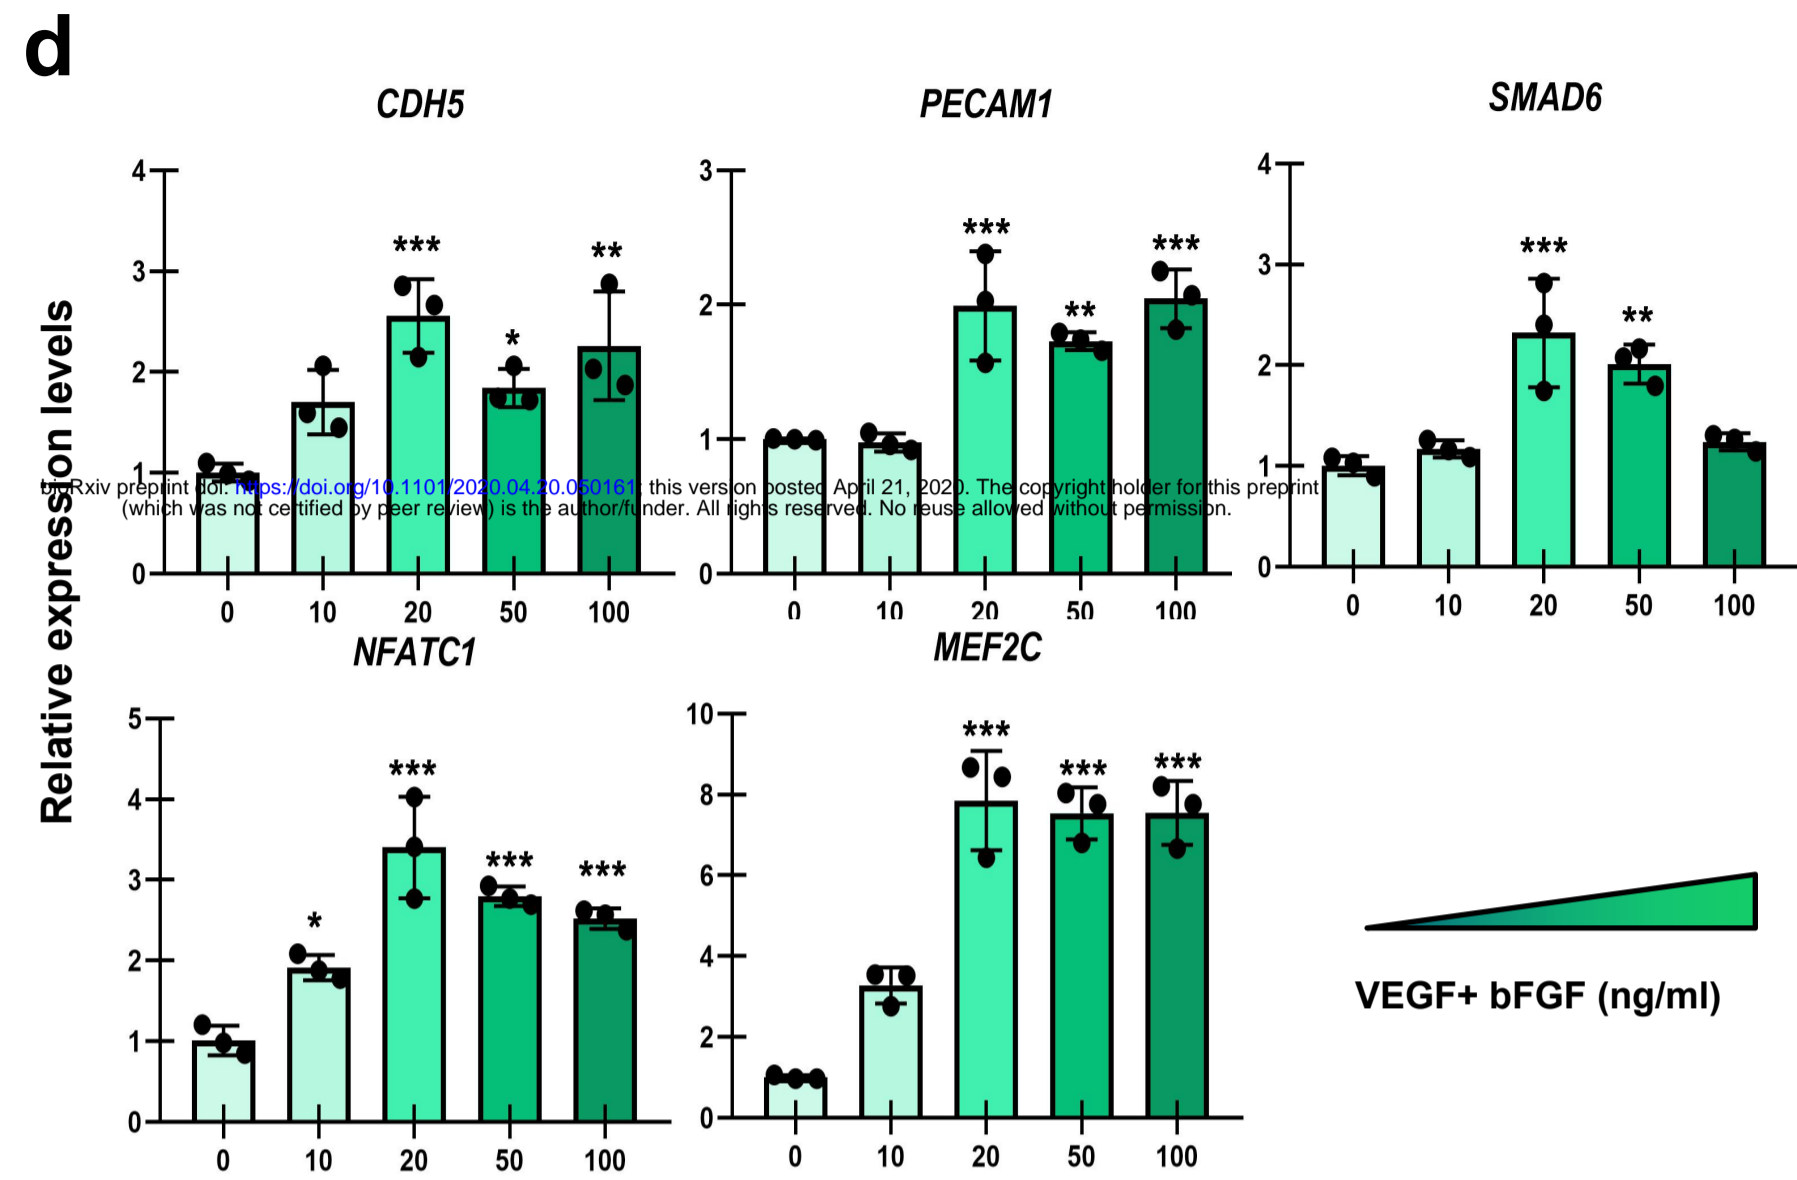 d
CDH5
PECAM1
SMAD6
Relative expression levels
4
3
2
1
0
***
*
**
0 10 20 50 100
3
2
1
0
***
**
***
0 10 20 50 100
4
3
2
1
0
***
**
0 10 20 50 100
bioRxiv preprint doi: https://doi.org/10.1101/2020.04.20.050161; this version posted April 21, 2020. The copyright holder for this preprint
(which was not certified by peer review) is the author/funder. All rights reserved. No reuse allowed without permission.
NFATC1
MEF2C
5
4
3
2
1
0
*
***
***
***
0 10 20 50 100
10
8
6
4
2
0
***
***
***
0 10 20 50 100
VEGF+ bFGF (ng/ml)